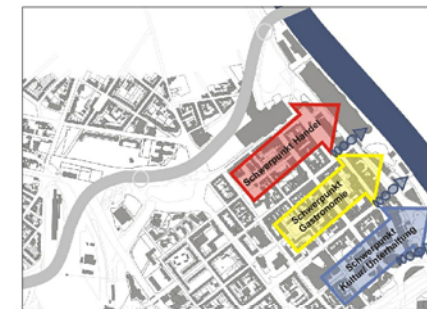 Schwerpunkt Handel
Schwerpunkt
Gastronomie
Schwerpunkt
Kultur/ Unterhaltung